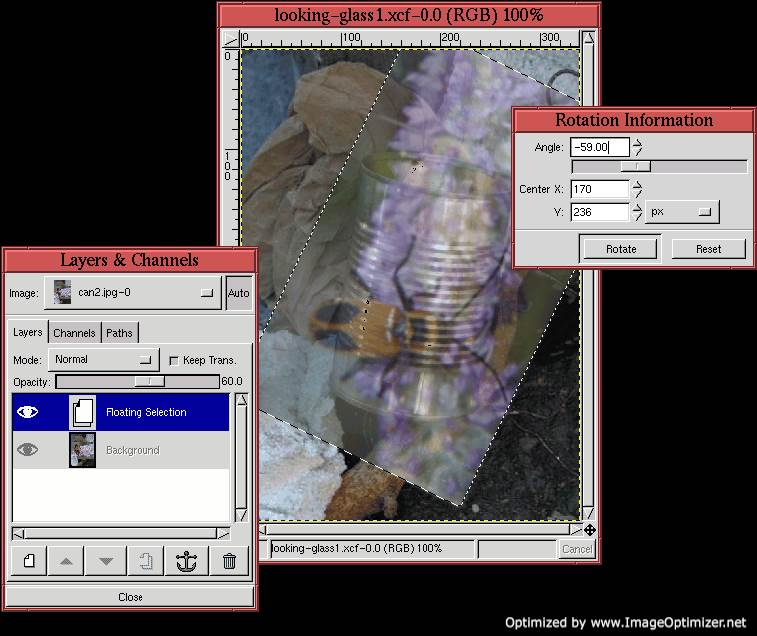 looking-glass1.xcf-0.0 (RGB) 100%
0 100 200 300
0
100
Rotation Information
Angle: -59.00
Center X: 170
Y: 236 px
Rotate Reset
Layers & Channels
Image: can2.jpg-0 Auto
Layers Channels Paths
Mode: Normal Keep Trans.
Opacity: 60.0
Floating Selection
Background
looking-glass1.xcf-0.0 (RGB) 100% Cancel
Close
Optimized by www.ImageOptimizer.net